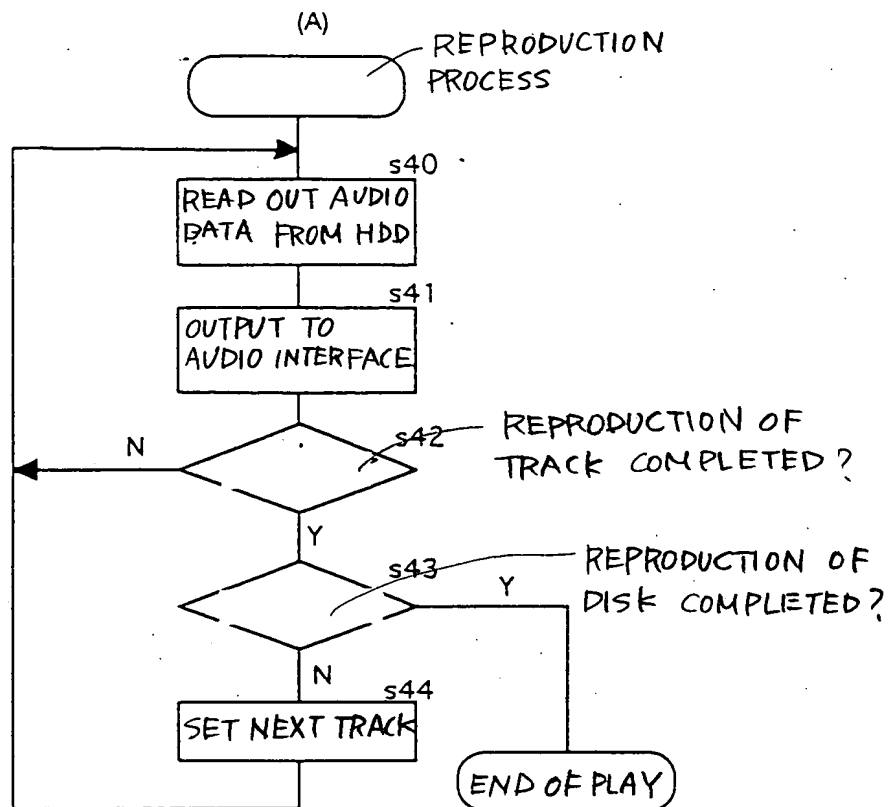 (A)
REPRODUCTION
PROCESS
s40
READ OUT AUDIO
DATA FROM HDD
s41
OUTPUT TO
AUDIO INTERFACE
N
s42
REPRODUCTION OF
TRACK COMPLETED?
Y
s43
REPRODUCTION OF
DISK COMPLETED?
Y
N
s44
SET NEXT TRACK
END OF PLAY